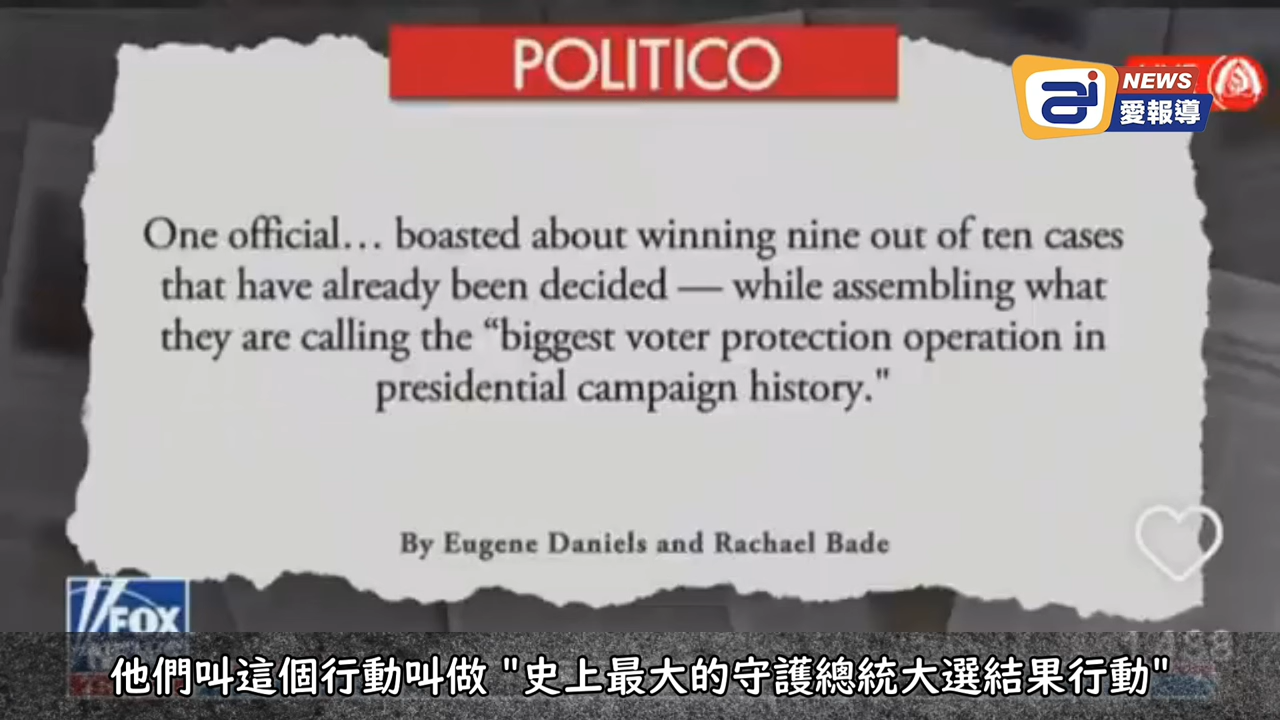 POLITICO
NEWS
愛報導
One official... boasted about winning nine out of ten cases
that have already been decided — while assembling what
they are calling the “biggest voter protection operation in
presidential campaign history."
By Eugene Daniels and Rachael Bade
FOX
他們叫這個行動叫做 "史上最大的守護總統大選結果行動"